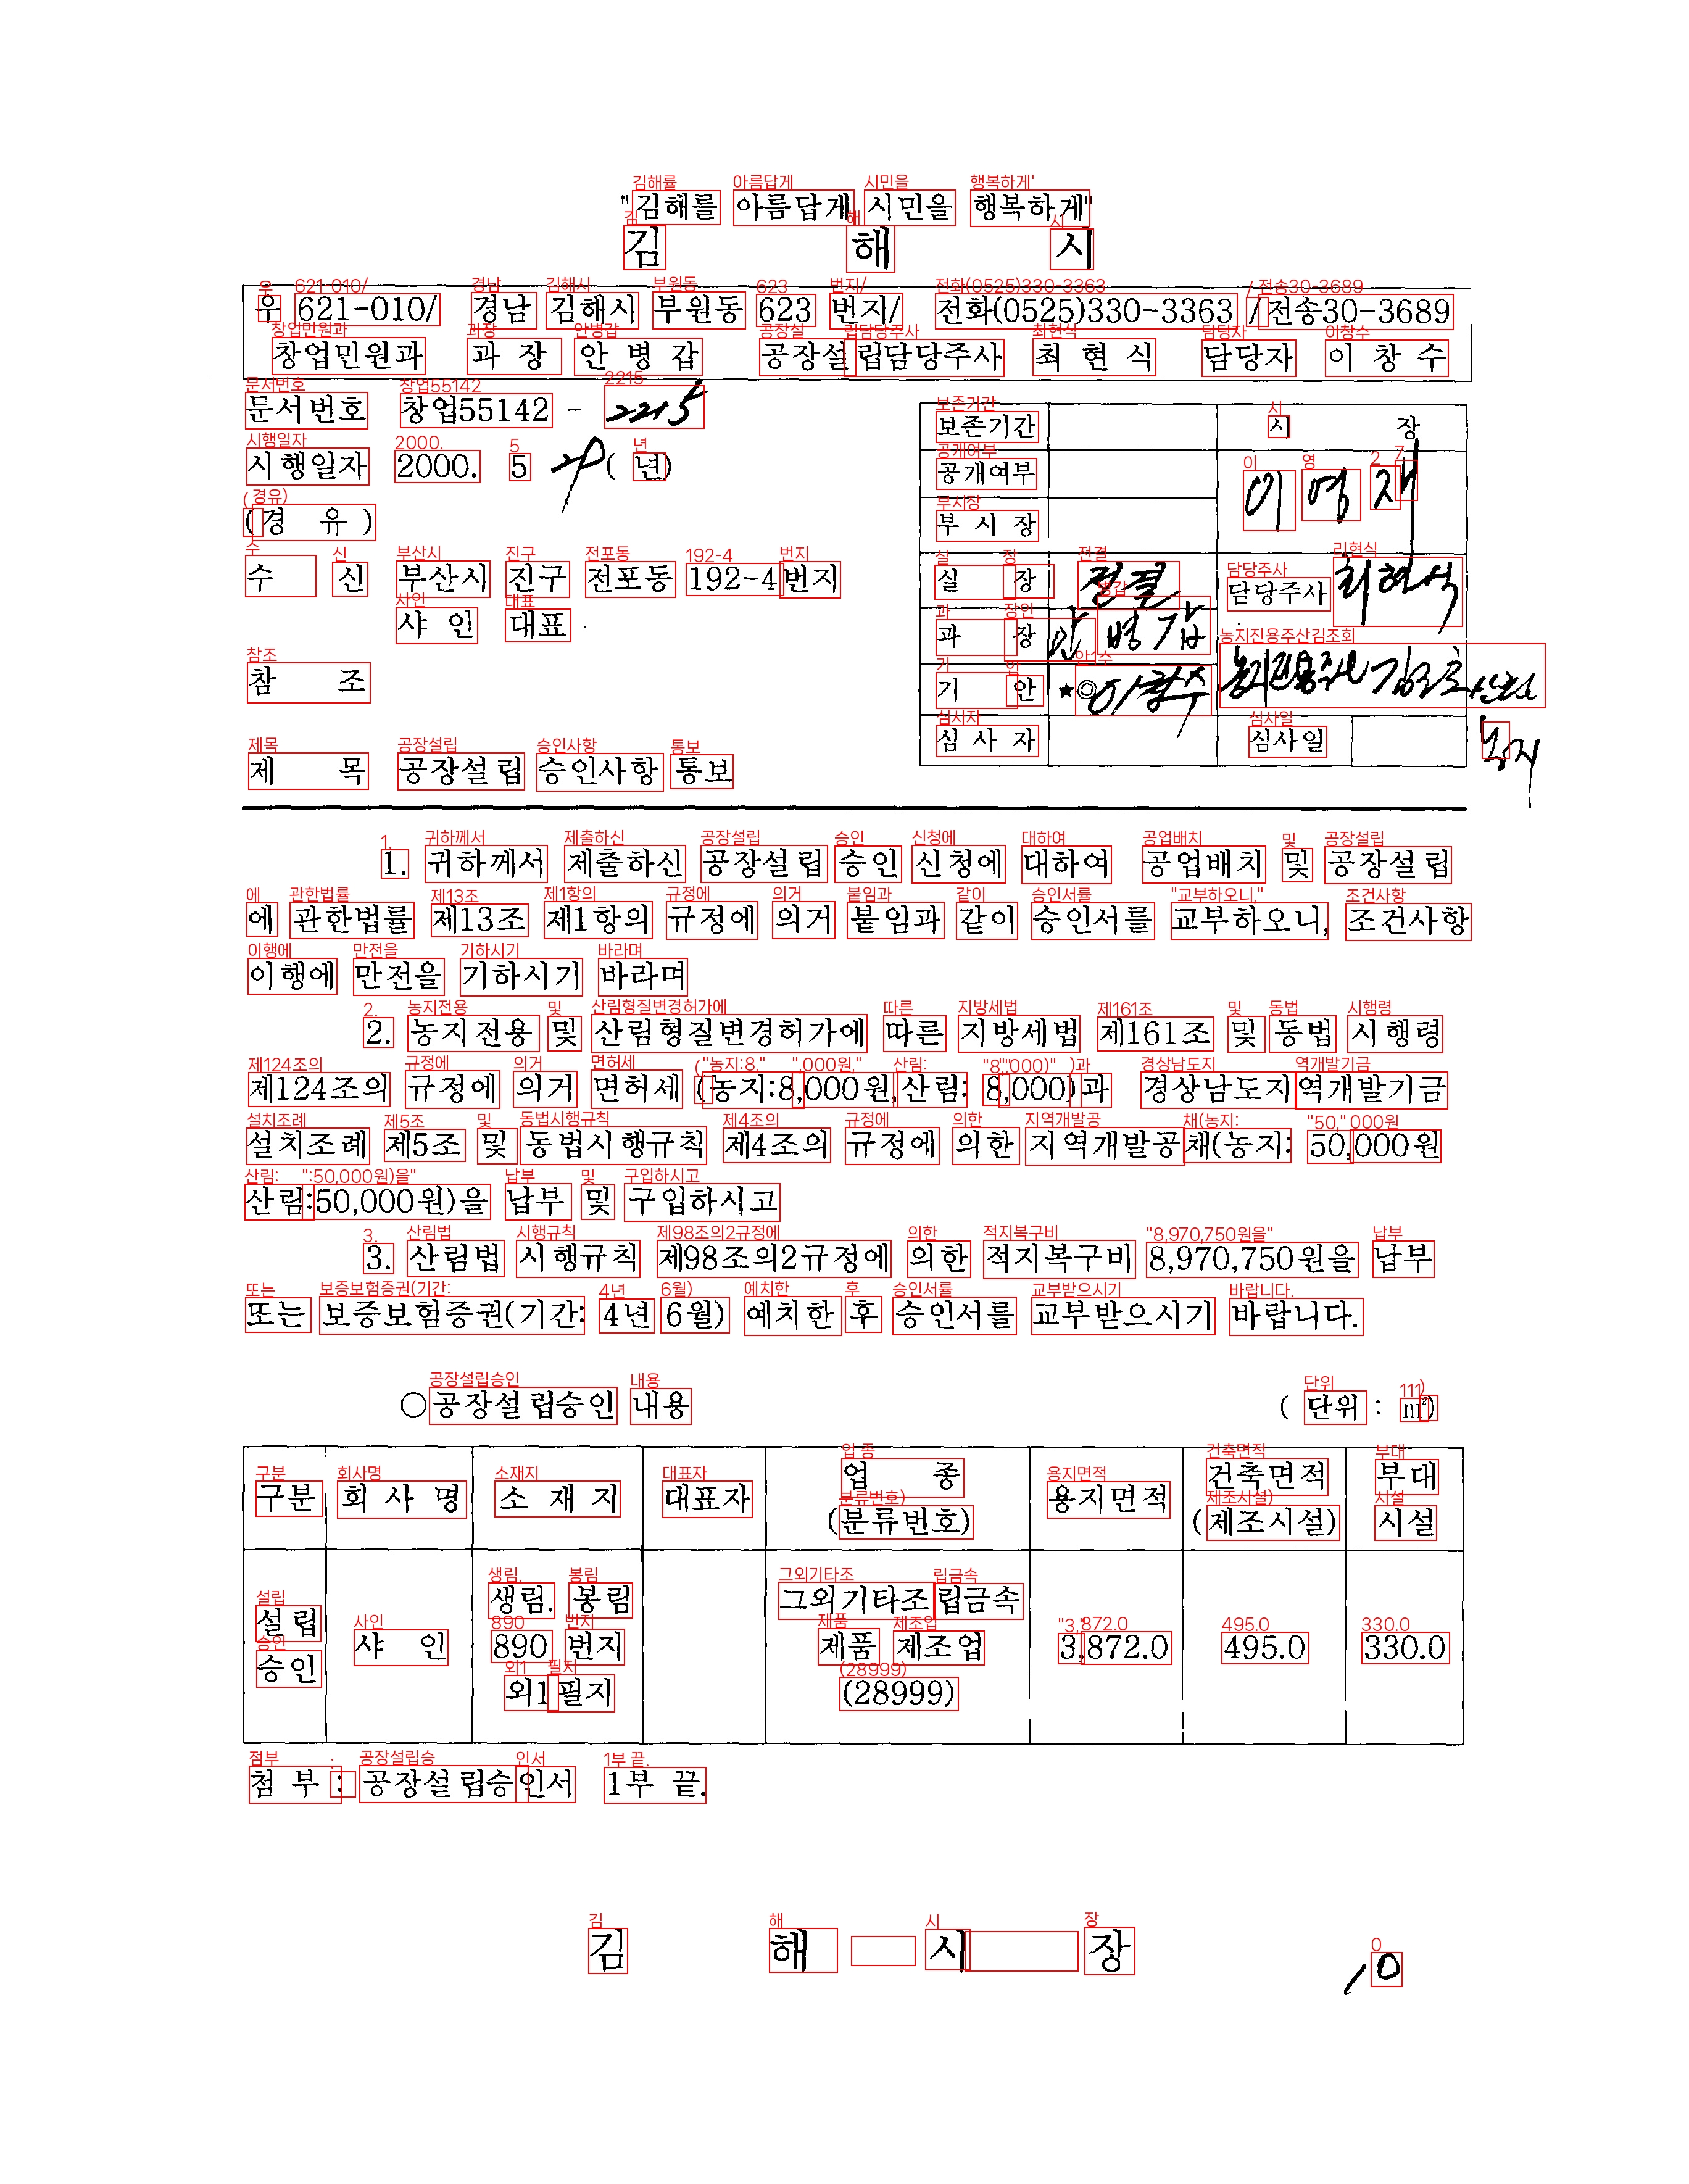 "김해를 아름답게 시민을 행복하게"
김 해 시
우 621-010/ 경남 김해시 부원동 623 번지/ 전화(0525)330-3363 / 전송30-3689
창업민원과 과 장 안 병 갑 공장설립담당주사 최 현 식 담당자 이 창 수
문서번호 창업55142 - 2215
시행일자 2000. 5 ( 년)
(경 유)
수 신 부산시 진구 전포동 192-4 번지
샤 인 대표
참 조
제 목 공장설립 승인사항 통보
보존기간 시 장
공개여부 이영재
부 시 장
실 장 전결 담당주사 최현식
과 장 안병갑
기 안 ★◎이창수
심 사 자 심사일
1. 귀하께서 제출하신 공장설립 승인 신청에 대하여 공업배치 및 공장설립
에 관한법률 제13조 제1항의 규정에 의거 붙임과 같이 승인서를 교부하오니, 조건사항
이행에 만전을 기하시기 바라며
2. 농지전용 및 산림형질변경허가에 따른 지방세법 제161조 및 동법 시행령
제124조의 규정에 의거 면허세 (농지:8,000원,산림: 8,000)과 경상남도지역개발기금
설치조례 제5조 및 동법시행규칙 제4조의 규정에 의한 지역개발공채(농지: 50,000원
산림:50,000원)을 납부 및 구입하시고
3. 산림법 시행규칙 제98조의2규정에 의한 적지복구비 8,970,750원을 납부
또는 보증보험증권(기간: 4년 6월) 예치한 후 승인서를 교부받으시기 바랍니다.
○공장설립승인 내용 ( 단위 : ㎡)
구분 회 사 명 소 재 지 대표자 업 종 (분류번호) 용지면적 건축면적 (제조시설) 부대 시설
설립 승인 샤 인 생림. 봉림 890 번지 외1 필지 그외기타조립금속 제품 제조업 (28999) 3,872.0 495.0 330.0
첨 부 : 공장설립승인서 1부 끝.
김 해 시 장